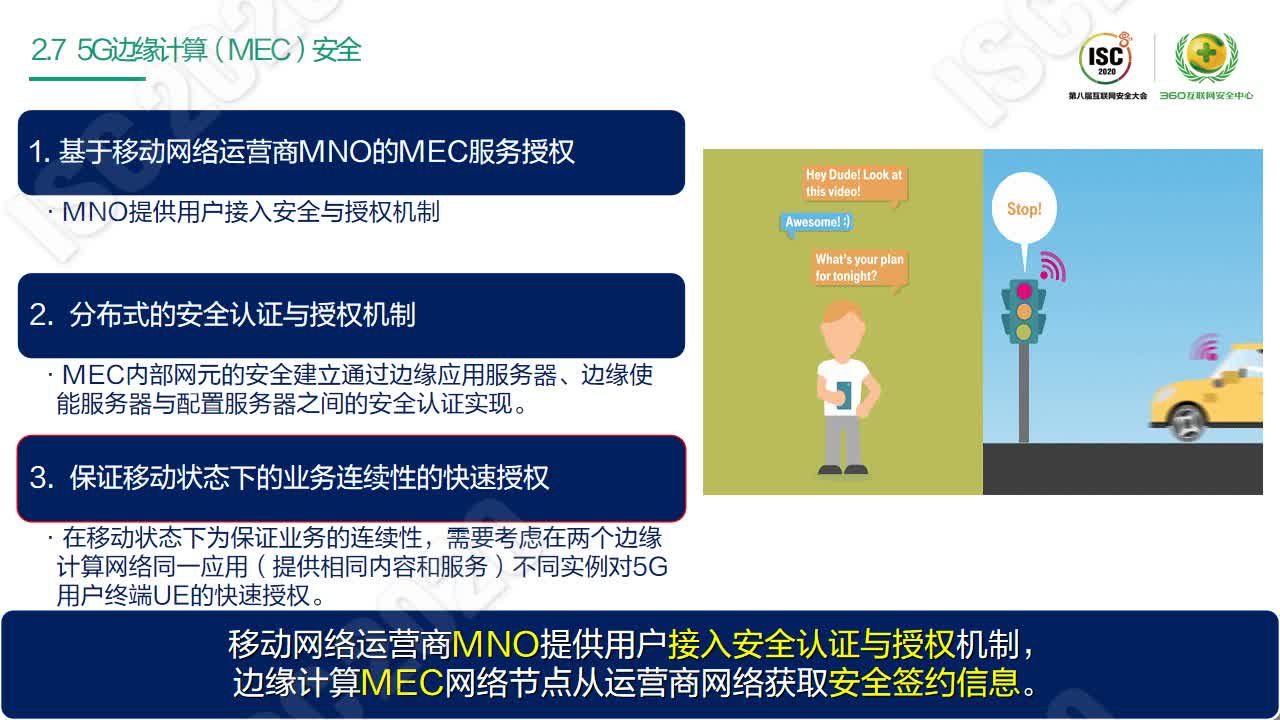 2.7 5G边缘计算（MEC）安全
ISC
2020
第八届互联网安全大会
360互联网安全中心
1. 基于移动网络运营商MNO的MEC服务授权
· MNO提供用户接入安全与授权机制
2. 分布式的安全认证与授权机制
· MEC内部网元的安全建立通过边缘应用服务器、边缘使
能服务器与配置服务器之间的安全认证实现。
3. 保证移动状态下的业务连续性的快速授权
· 在移动状态下为保证业务的连续性，需要考虑在两个边缘
计算网络同一应用（提供相同内容和服务）不同实例对5G
用户终端UE的快速授权。
Hey Dude! Look at
this video!
Awesome! :)
What's your plan
for tonight?
Stop!
移动网络运营商MNO提供用户接入安全认证与授权机制，
边缘计算MEC网络节点从运营商网络获取安全签约信息。
ISC 2020
ISC 2020
ISC 2020